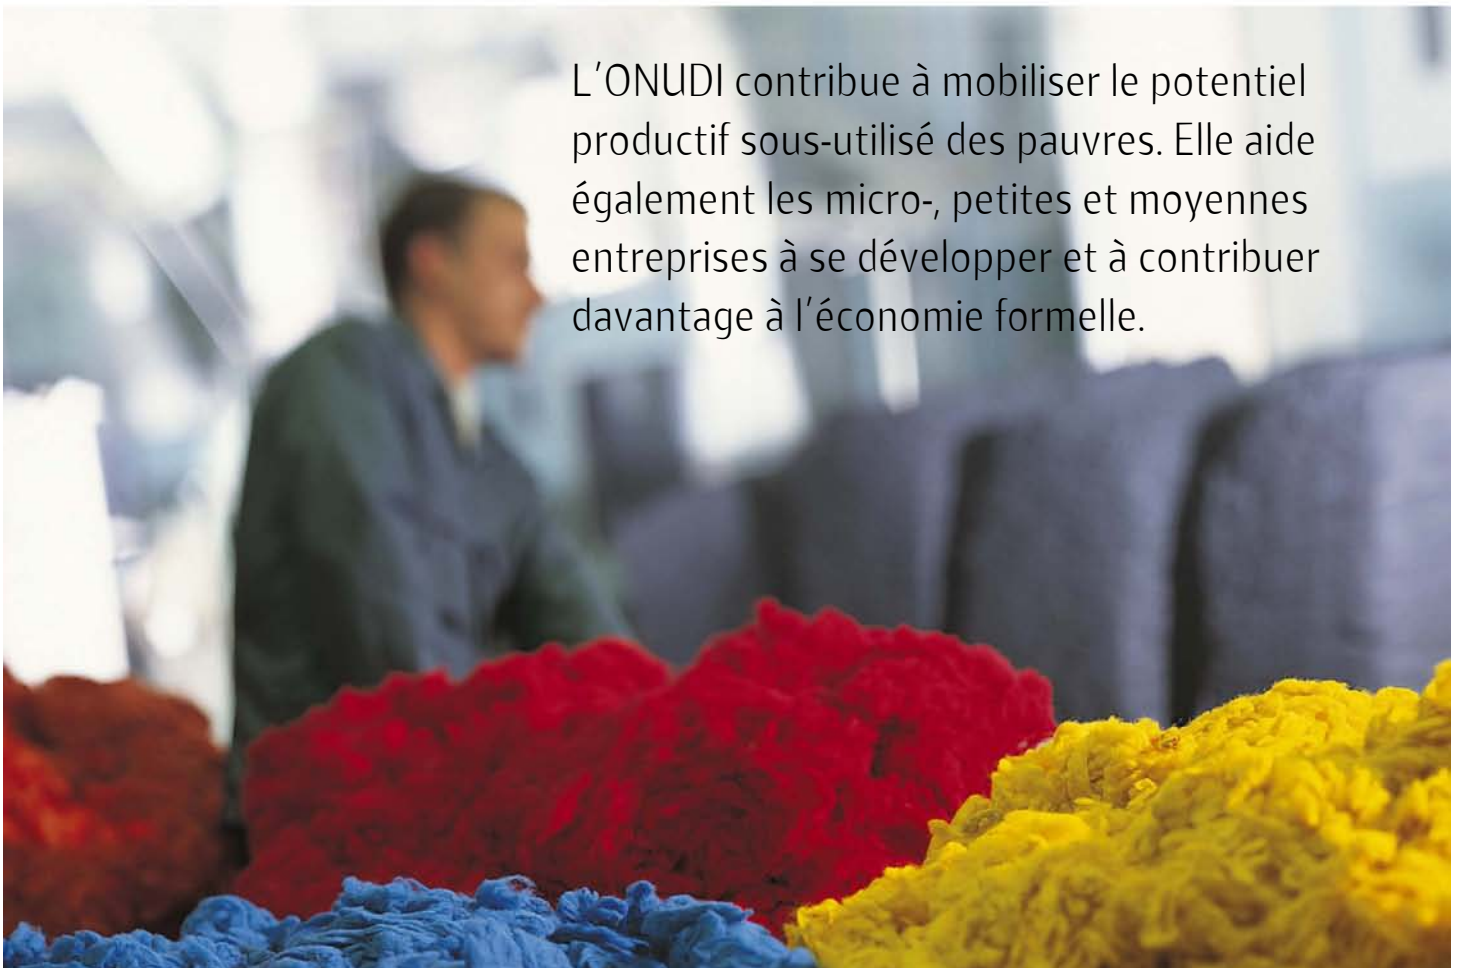 L'ONUDI contribue à mobiliser le potentiel
productif sous-utilisé des pauvres. Elle aide
également les micro-, petites et moyennes
entreprises à se développer et à contribuer
davantage à l'économie formelle.